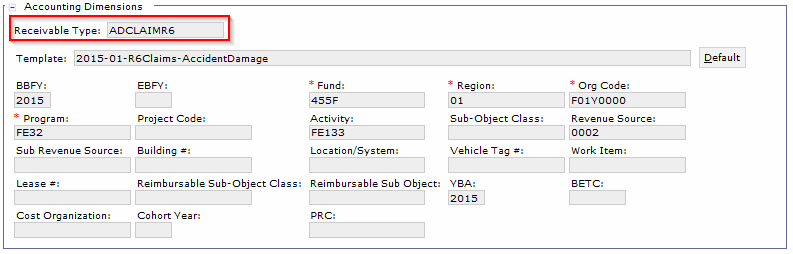 Accounting Dimensions
Receivable Type: ADCLAIMR6
Template: 2015-01-R6Claims-AccidentDamage Default
BBFY: EBFY: * Fund: * Region: * Org Code:
2015 455F 01 F01Y0000
* Program: Project Code: Activity: Sub-Object Class: Revenue Source:
FE32 FE133 0002
Sub Revenue Source: Building #: Location/System: Vehicle Tag #: Work Item:
Lease #: Reimbursable Sub-Object Class: Reimbursable Sub Object: YBA: BETC:
2015
Cost Organization: Cohort Year: PRC: